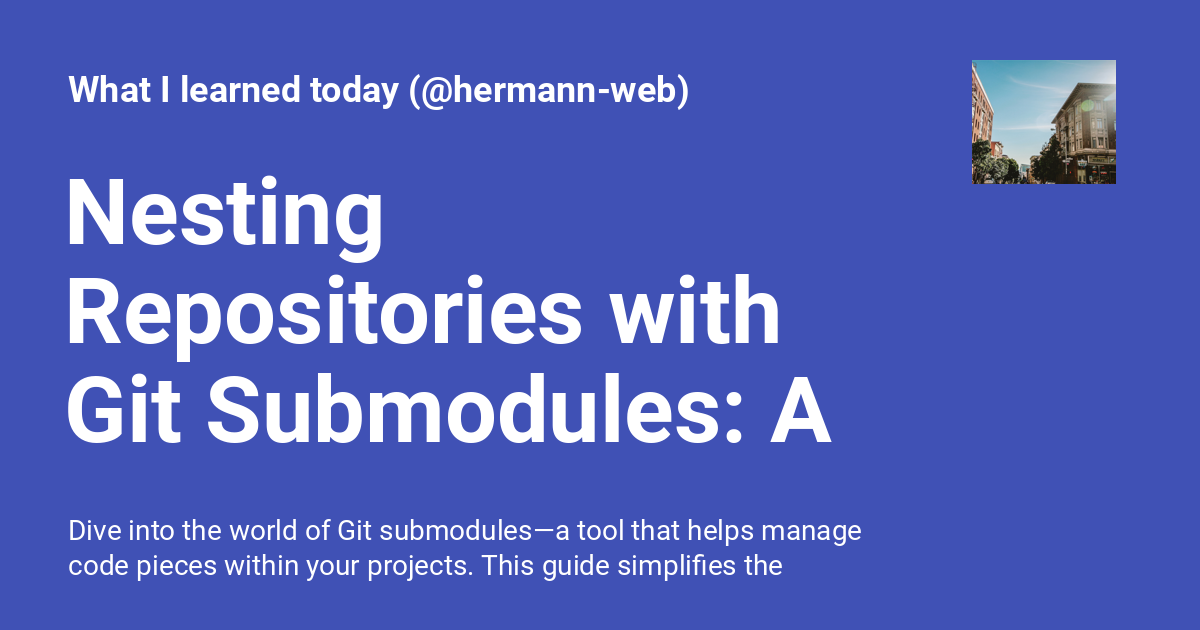 What I learned today (@hermann-web)
Nesting
Repositories with
Git Submodules: A
Dive into the world of Git submodules—a tool that helps manage
code pieces within your projects. This guide simplifies the